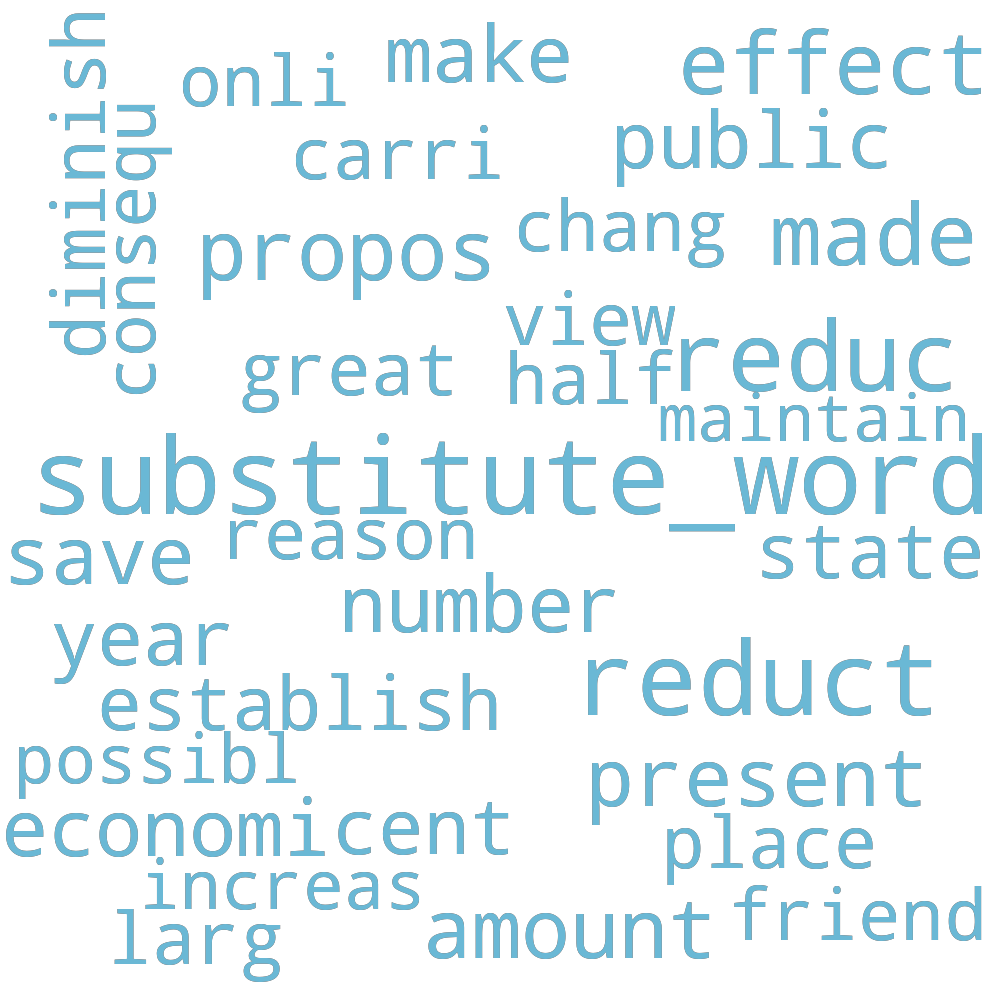 diminish
consequ
onli
make
effect
carri
public
propos
chang
made
view
great
half
reduc
maintain
substitute_word
save
reason
state
number
year
establish
reduct
possibl
present
economicent
place
increas
larg
amount
friend